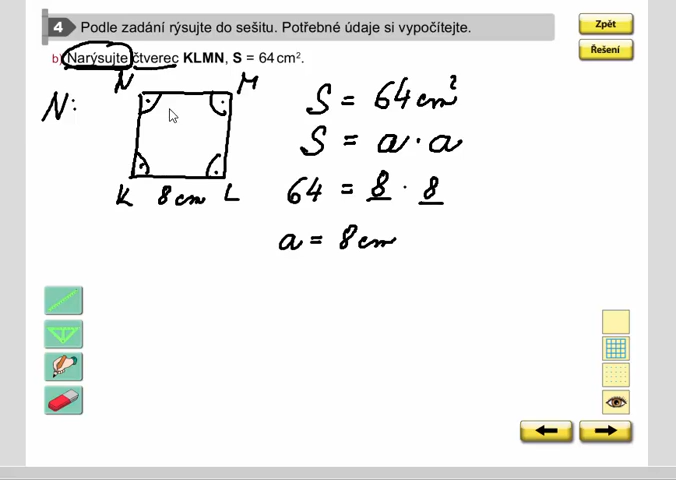 4 Podle zadání rýsujte do sešitu. Potřebné údaje si vypočítejte.
Zpět
Řešení
b) Narýsujte čtverec KLMN, S = 64 cm².
N:
N M
K 8 cm L
S = 64 cm²
S = a · a
64 = 8 · 8
a = 8 cm